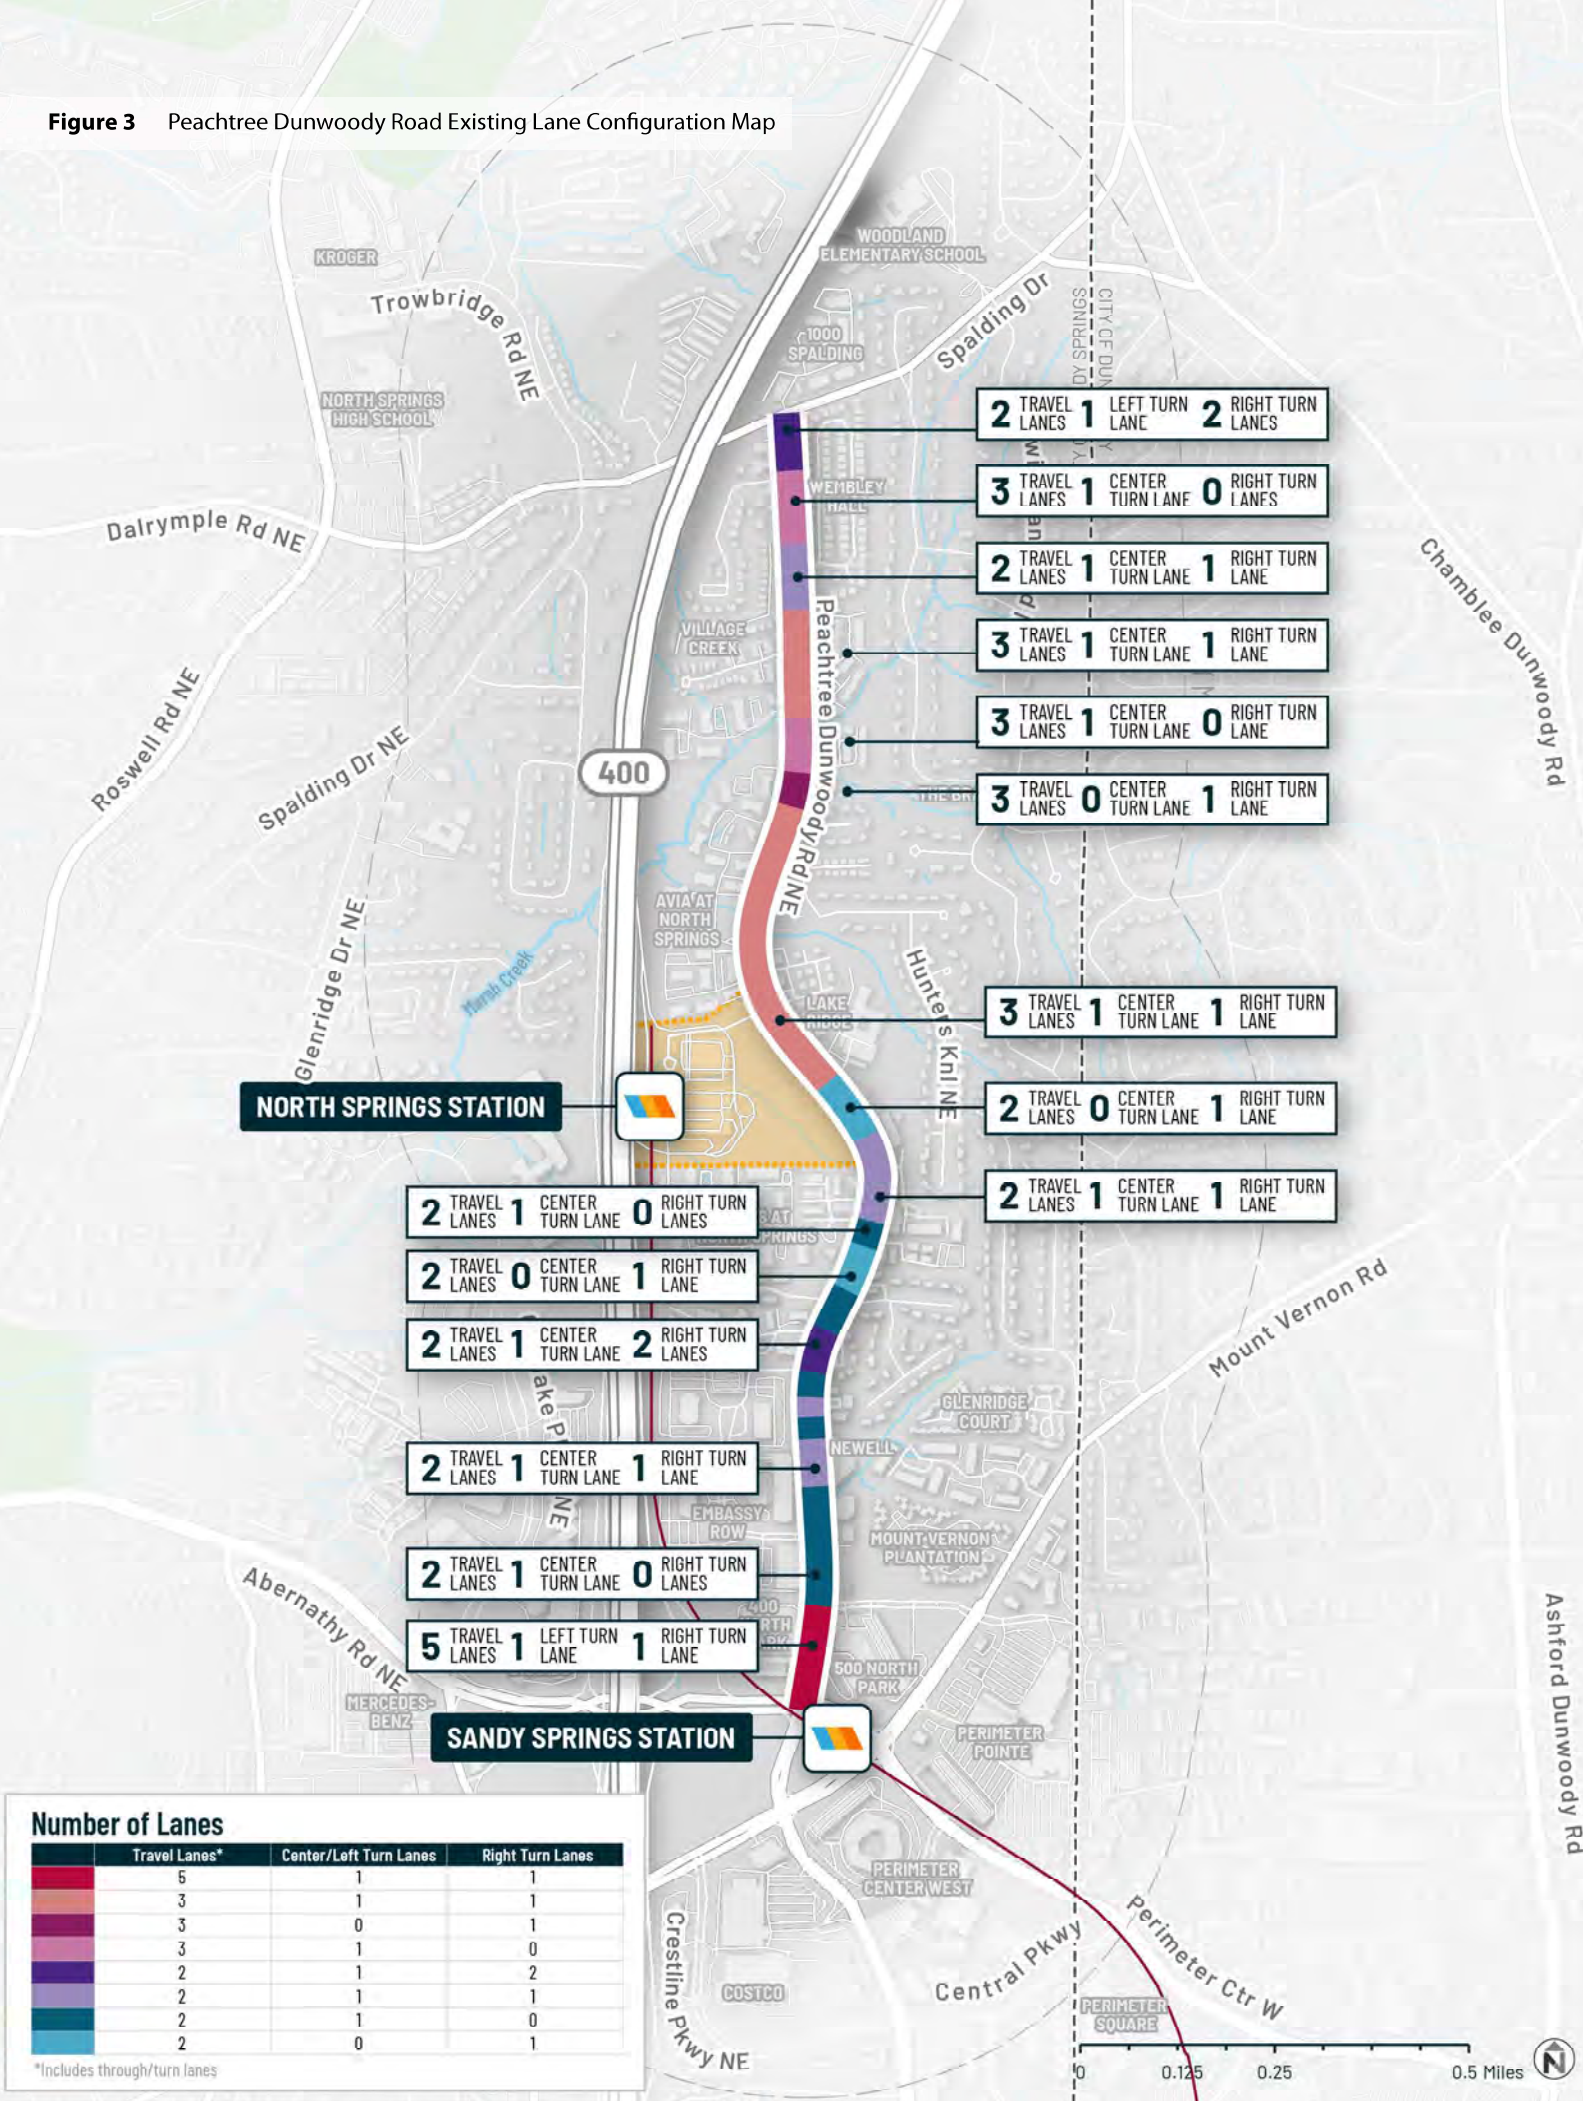 Figure 3 Peachtree Dunwoody Road Existing Lane Configuration Map
WOODLAND
ELEMENTARY SCHOOL
KROGER
Trowbridge Rd NE
Spalding Dr
CITY OF DUN
DY SPRINGS
1000
SPALDING
NORTH SPRINGS
HIGH SCHOOL
2 TRAVEL LANES 1 LEFT TURN LANE 2 RIGHT TURN LANES
3 TRAVEL LANES 1 CENTER TURN LANE 0 RIGHT TURN LANES
WEMBLEY
HALL
Dalrymple Rd NE
2 TRAVEL LANES 1 CENTER TURN LANE 1 RIGHT TURN LANE
Chamblee Dunwoody Rd
Peachtree Dunwoody Rd NE
VILLAGE
CREEK
3 TRAVEL LANES 1 CENTER TURN LANE 1 RIGHT TURN LANE
Roswell Rd NE
3 TRAVEL LANES 1 CENTER TURN LANE 0 RIGHT TURN LANE
Spalding Dr NE
400
3 TRAVEL LANES 0 CENTER TURN LANE 1 RIGHT TURN LANE
AVIA AT
NORTH
SPRINGS
Glenridge Dr NE
Marsh Creek
Hunters Knl NE
LAKE
RIDGE
3 TRAVEL LANES 1 CENTER TURN LANE 1 RIGHT TURN LANE
NORTH SPRINGS STATION
2 TRAVEL LANES 0 CENTER TURN LANE 1 RIGHT TURN LANE
2 TRAVEL LANES 1 CENTER TURN LANE 1 RIGHT TURN LANE
2 TRAVEL LANES 1 CENTER TURN LANE 0 RIGHT TURN LANES
2 TRAVEL LANES 0 CENTER TURN LANE 1 RIGHT TURN LANE
Mount Vernon Rd
2 TRAVEL LANES 1 CENTER TURN LANE 2 RIGHT TURN LANES
GLENRIDGE
COURT
NEWELL
2 TRAVEL LANES 1 CENTER TURN LANE 1 RIGHT TURN LANE
EMBASSY
ROW
MOUNT VERNON
PLANTATION
2 TRAVEL LANES 1 CENTER TURN LANE 0 RIGHT TURN LANES
Abernathy Rd NE
5 TRAVEL LANES 1 LEFT TURN LANE 1 RIGHT TURN LANE
500 NORTH
PARK
Ashford Dunwoody Rd
MERCEDES-
BENZ
SANDY SPRINGS STATION
PERIMETER
POINTE
PERIMETER
CENTER WEST
Crestline Pkwy NE
COSTCO
Central Pkwy
Perimeter Ctr W
PERIMETER
SQUARE
Number of Lanes
Travel Lanes* Center/Left Turn Lanes Right Turn Lanes
5 1 1
3 1 1
3 0 1
3 1 0
2 1 2
2 1 1
2 1 0
2 0 1
*Includes through/turn lanes
0 0.125 0.25 0.5 Miles
N